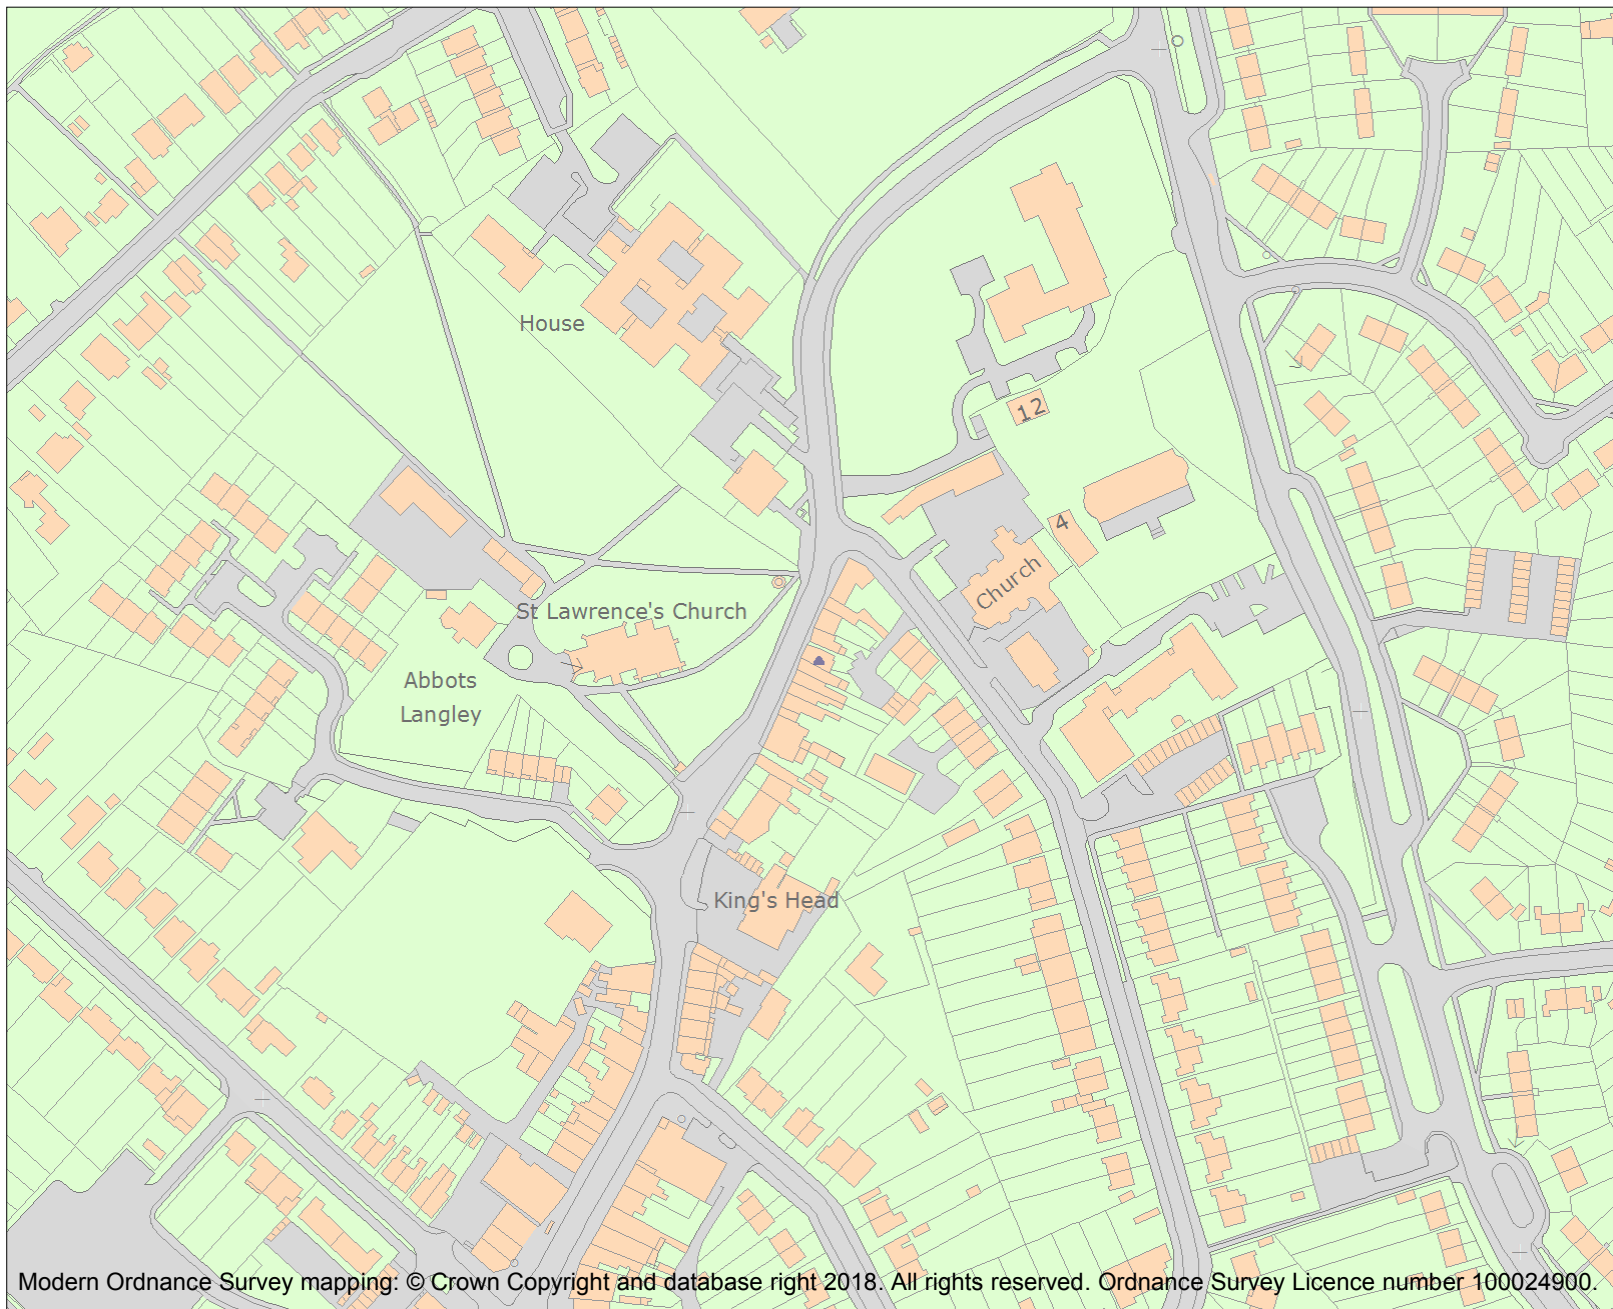 House
12
4
Church
St Lawrence's Church
Abbots
Langley
King's Head
Modern Ordnance Survey mapping: © Crown Copyright and database right 2018. All rights reserved. Ordnance Survey Licence number 100024900.